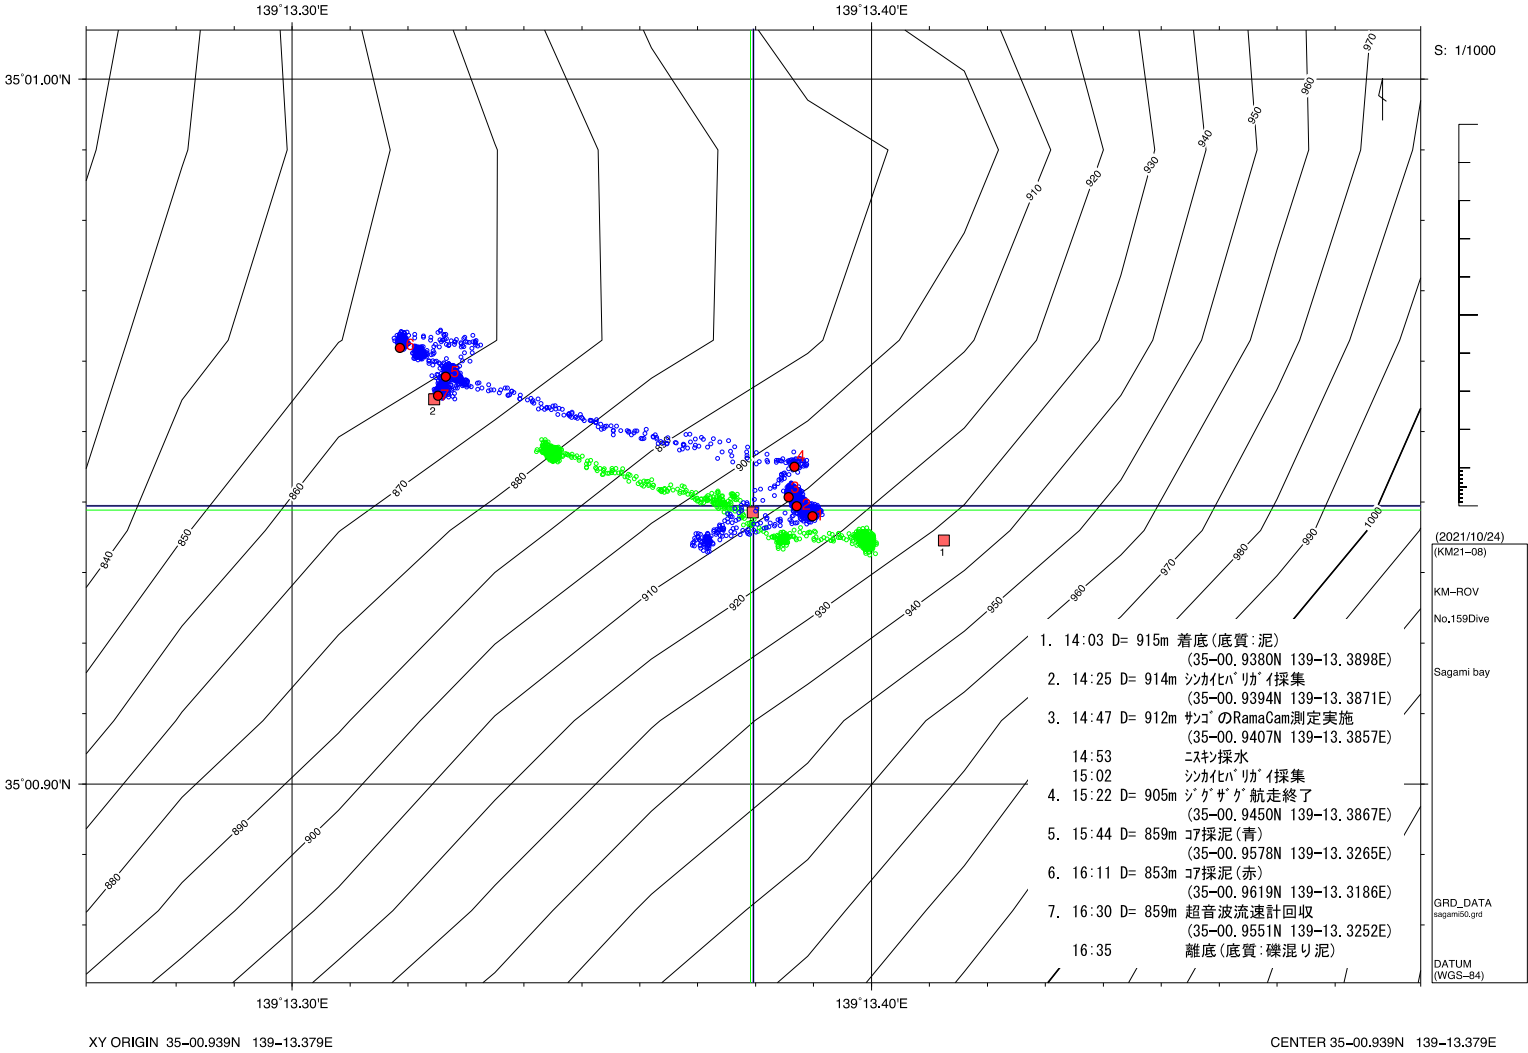 139°13.30'E
139°13.40'E
35°01.00'N
S: 1/1000
970
960
950
940
930
920
910
2
900
860
870
880
850
840
1
1000
990
980
970
960
950
940
930
920
910
35°00.90'N
890
900
880
4
5
(2021/10/24)
(KM21-08)
KM-ROV
No.159Dive
Sagami bay
GRD_DATA
sagami50.grd
DATUM
(WGS-84)
1. 14:03 D= 915m 着底(底質:泥)
(35-00.9380N 139-13.3898E)
2. 14:25 D= 914m シンカイヒバリガイ採集
(35-00.9394N 139-13.3871E)
3. 14:47 D= 912m サンゴのRamaCam測定実施
(35-00.9407N 139-13.3857E)
14:53 ニスキン採水
15:02 シンカイヒバリガイ採集
4. 15:22 D= 905m ジグザグ航走終了
(35-00.9450N 139-13.3867E)
5. 15:44 D= 859m コア採泥(青)
(35-00.9578N 139-13.3265E)
6. 16:11 D= 853m コア採泥(赤)
(35-00.9619N 139-13.3186E)
7. 16:30 D= 859m 超音波流速計回収
(35-00.9551N 139-13.3252E)
16:35 離底(底質:礫混り泥)
139°13.30'E
139°13.40'E
XY ORIGIN 35-00.939N 139-13.379E
CENTER 35-00.939N 139-13.379E